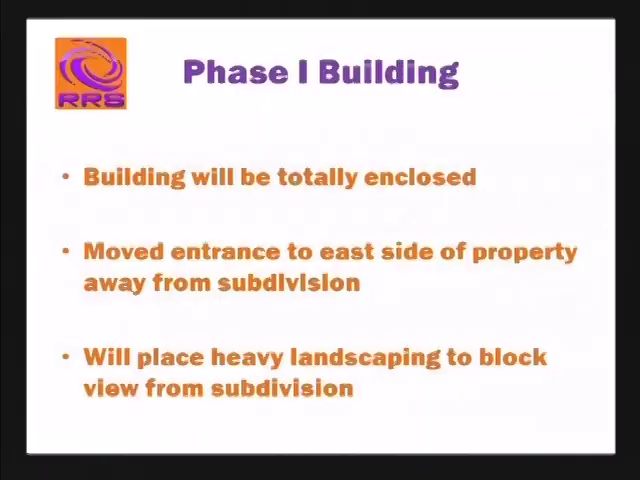 RRS
Phase I Building
• Building will be totally enclosed
• Moved entrance to east side of property
away from subdivision
• Will place heavy landscaping to block
view from subdivision